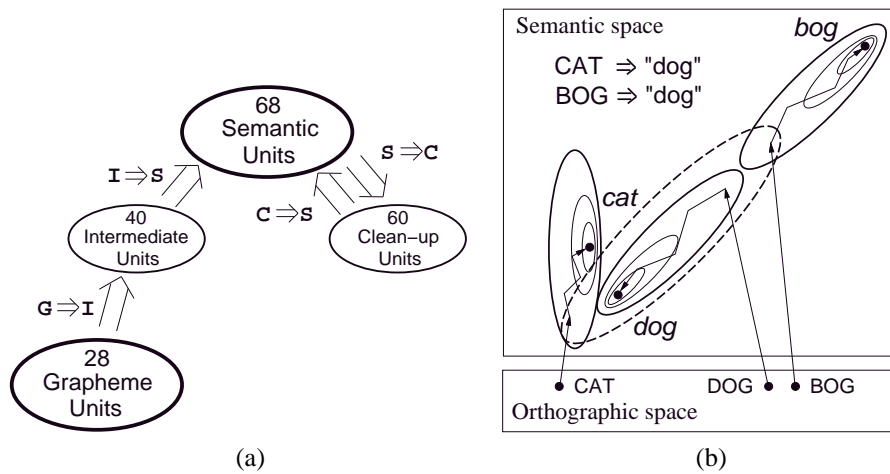 68
Semantic
Units
I⇒S
S⇒C
C⇒S
40
Intermediate
Units
60
Clean−up
Units
G⇒I
28
Grapheme
Units
(a)
Semantic space
CAT ⇒ "dog"
BOG ⇒ "dog"
bog
cat
dog
CAT
DOG
BOG
Orthographic space
(b)